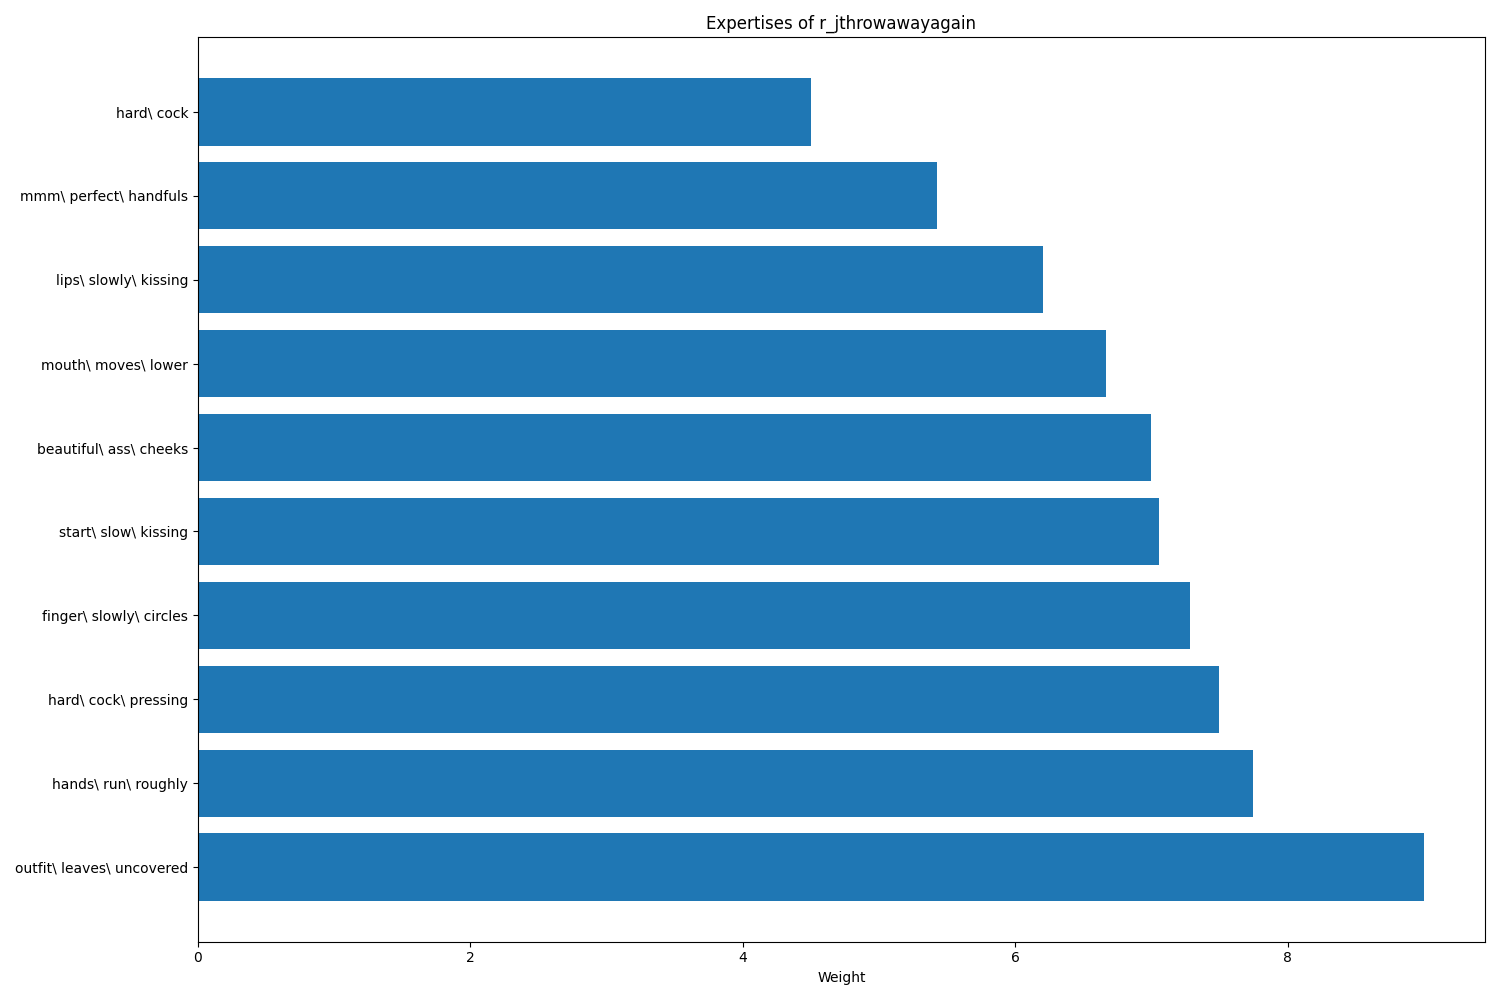 Expertises of r_jthrowawayagain
hard\ cock
mmm\ perfect\ handfuls
lips\ slowly\ kissing
mouth\ moves\ lower
beautiful\ ass\ cheeks
start\ slow\ kissing
finger\ slowly\ circles
hard\ cock\ pressing
hands\ run\ roughly
outfit\ leaves\ uncovered
0 2 4 6 8
Weight